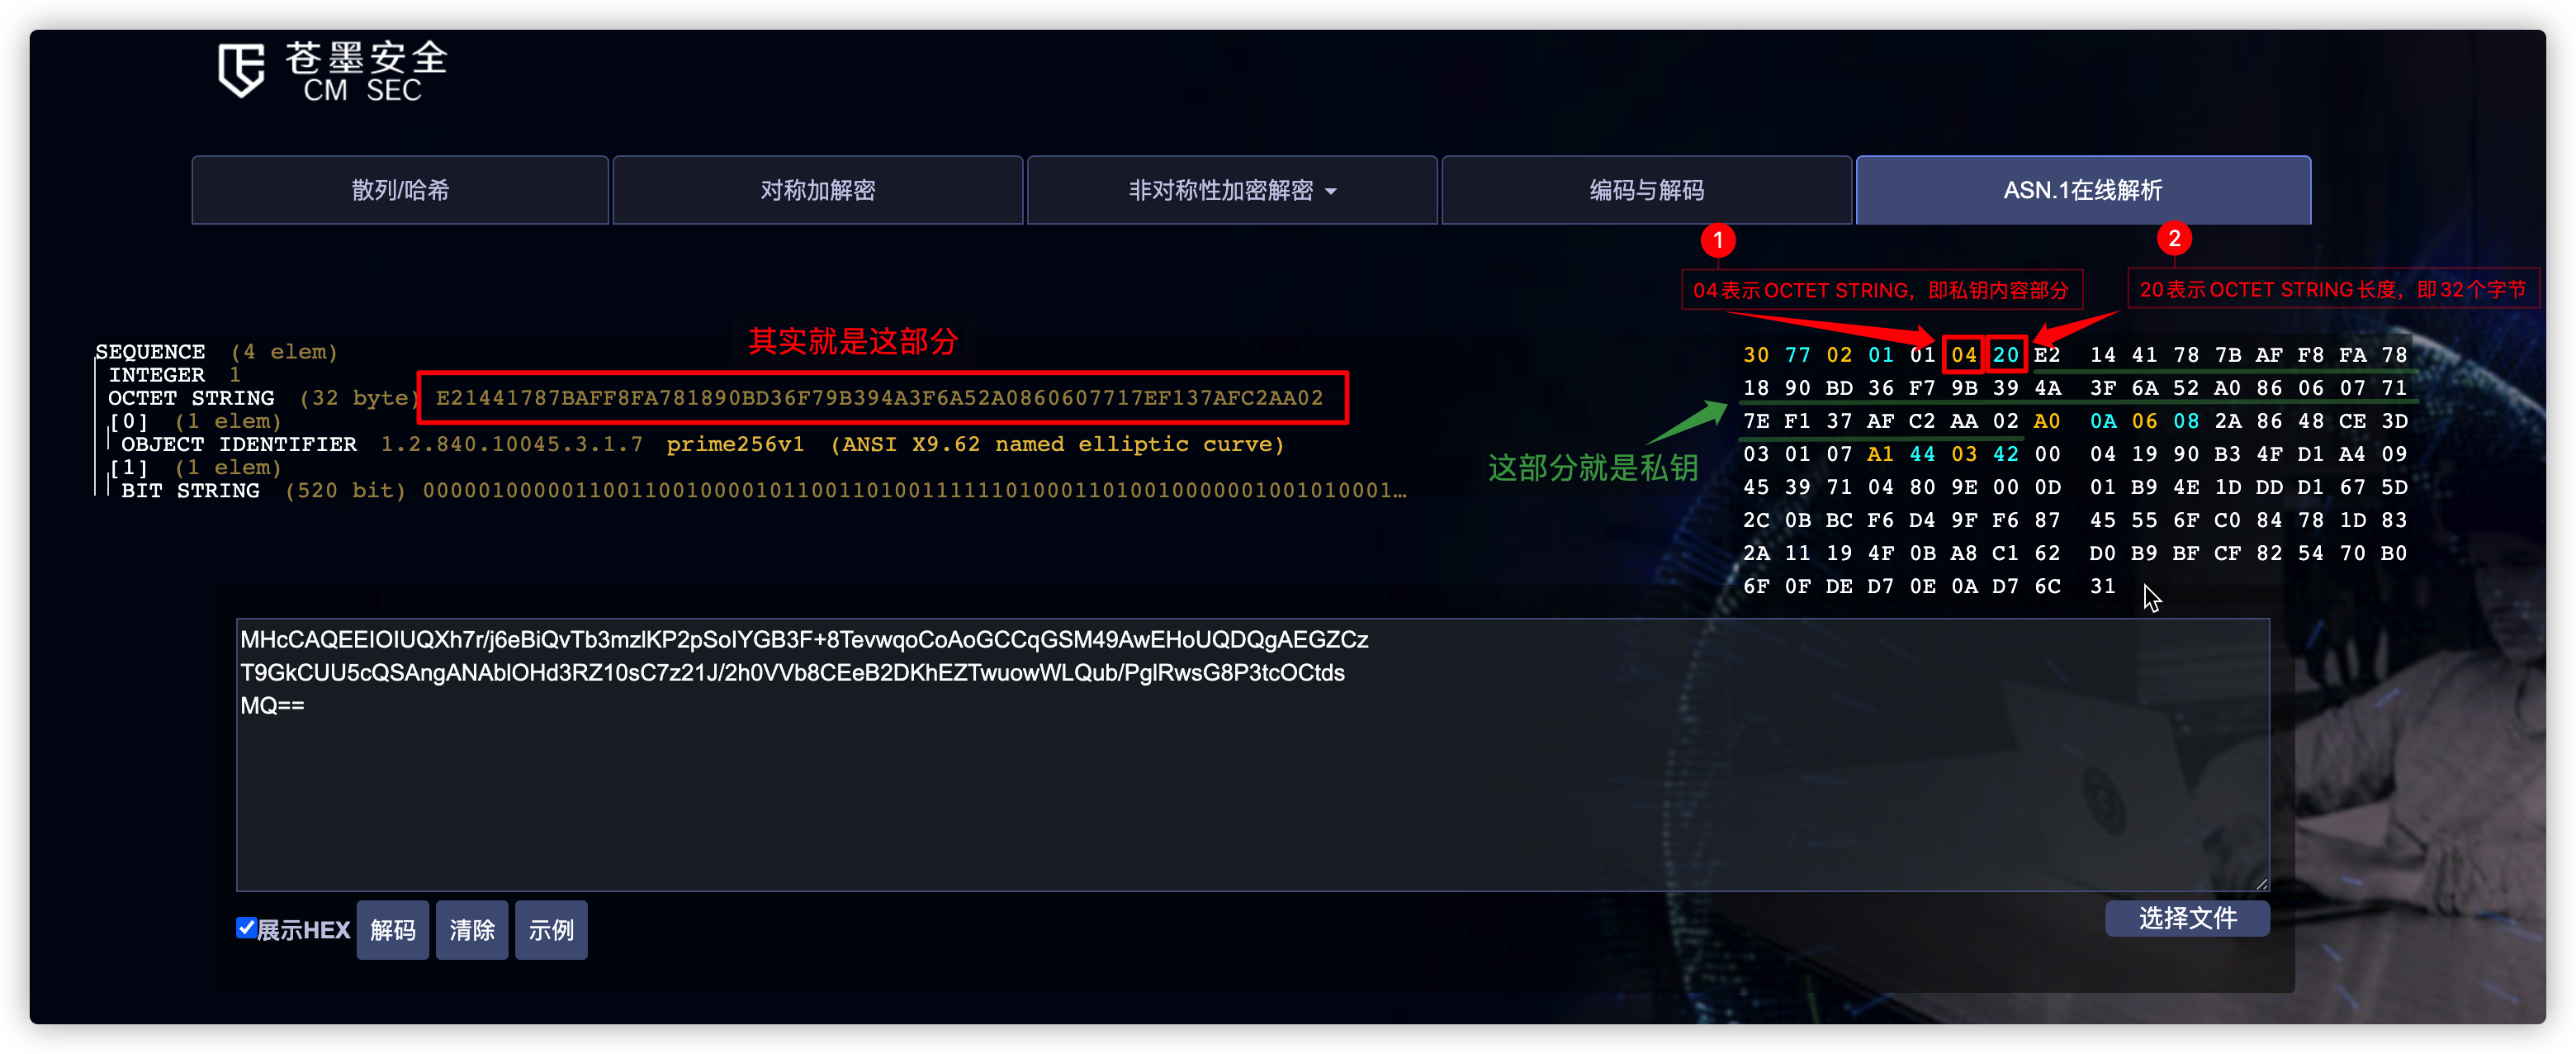 苍墨安全
CM SEC
散列/哈希
对称加解密
非对称性加密解密
编码与解码
ASN.1在线解析
1
2
04表示OCTET STRING，即私钥内容部分
20表示OCTET STRING长度，即32个字节
其实就是这部分
SEQUENCE (4 elem)
INTEGER 1
OCTET STRING (32 byte) E21441787BAFF8FA781890BD36F79B394A3F6A52A0860607717EF137AFC2AA02
[0] (1 elem)
OBJECT IDENTIFIER 1.2.840.10045.3.1.7 prime256v1 (ANSI X9.62 named elliptic curve)
[1] (1 elem)
BIT STRING (520 bit) 0000010000011001100100001011001101001111110100011010010000001001010001…
30 77 02 01 01 04 20 E2 14 41 78 7B AF F8 FA 78
18 90 BD 36 F7 9B 39 4A 3F 6A 52 A0 86 06 07 71
7E F1 37 AF C2 AA 02 A0 0A 06 08 2A 86 48 CE 3D
03 01 07 A1 44 03 42 00 04 19 90 B3 4F D1 A4 09
45 39 71 04 80 9E 00 0D 01 B9 4E 1D DD D1 67 5D
2C 0B BC F6 D4 9F F6 87 45 55 6F C0 84 78 1D 83
2A 11 19 4F 0B A8 C1 62 D0 B9 BF CF 82 54 70 B0
6F 0F DE D7 0E 0A D7 6C 31
这部分就是私钥
MHcCAQEEIOIUQXh7r/j6eBiQvTb3mzlKP2pSoIYGB3F+8TevwqoCoAoGCCqGSM49AwEHoUQDQgAEGZCz
T9GkCUU5cQSAngANAblOHd3RZ10sC7z21J/2h0VVb8CEeB2DKhEZTwuowWLQub/PglRwsG8P3tcOCtds
MQ==
展示HEX
解码
清除
示例
选择文件